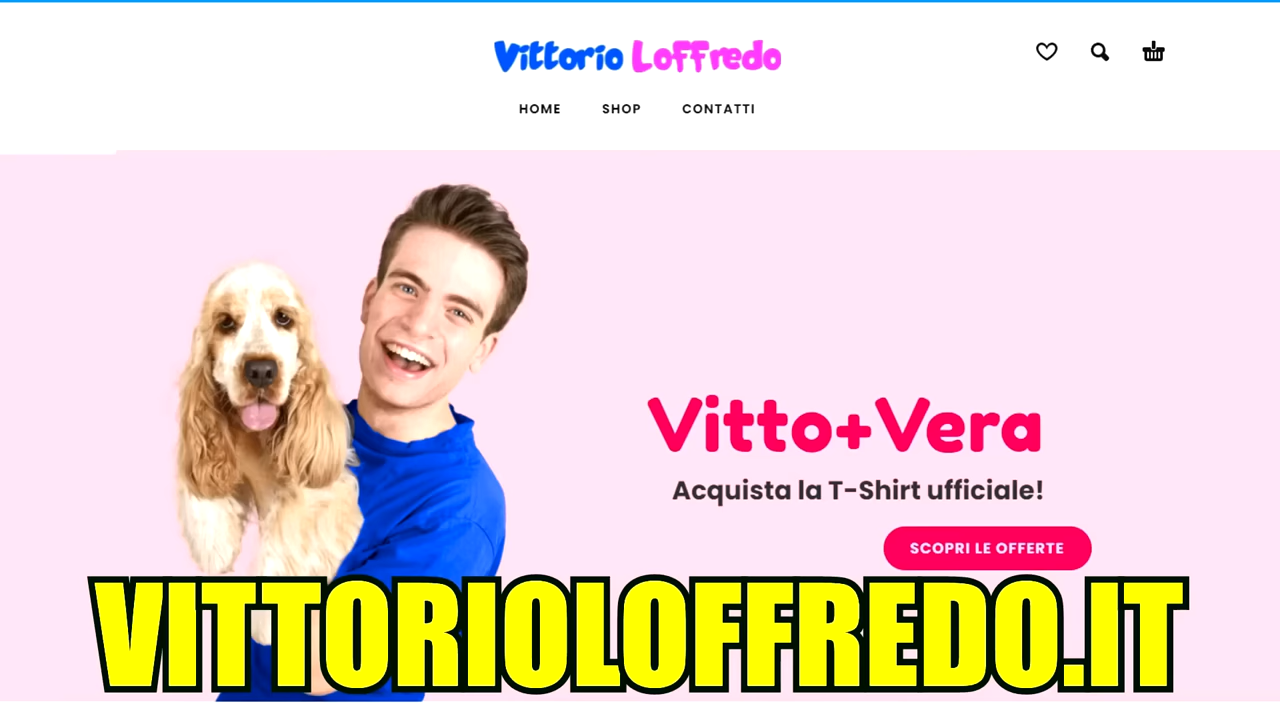 Vittorio Loffredo
HOME SHOP CONTATTI
Vitto+Vera
Acquista la T-Shirt ufficiale!
SCOPRI LE OFFERTE
VITTORIOLOFFREDO.IT